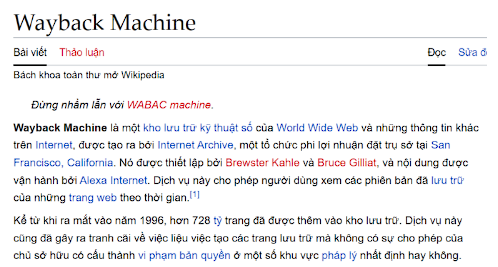 Wayback Machine
Bài viết Thảo luận Đọc
Bách khoa toàn thư mở Wikipedia
Đừng nhầm lẫn với WABAC machine.
Wayback Machine là một kho lưu trữ kỹ thuật số của World Wide Web và những thông tin khác
trên Internet, được tạo ra bởi Internet Archive, một tổ chức phi lợi nhuận đặt trụ sở tại San
Francisco, California. Nó được thiết lập bởi Brewster Kahle và Bruce Gilliat, và nội dung được
vận hành bởi Alexa Internet. Dịch vụ này cho phép người dùng xem các phiên bản đã lưu trữ
của những trang web theo thời gian.[1]
Kể từ khi ra mắt vào năm 1996, hơn 728 tỷ trang đã được thêm vào kho lưu trữ. Dịch vụ này
cũng đã gây ra tranh cãi về việc liệu việc tạo các trang lưu trữ mà không có sự cho phép của
chủ sở hữu có cấu thành vi phạm bản quyền ở một số khu vực pháp lý nhất định hay không.